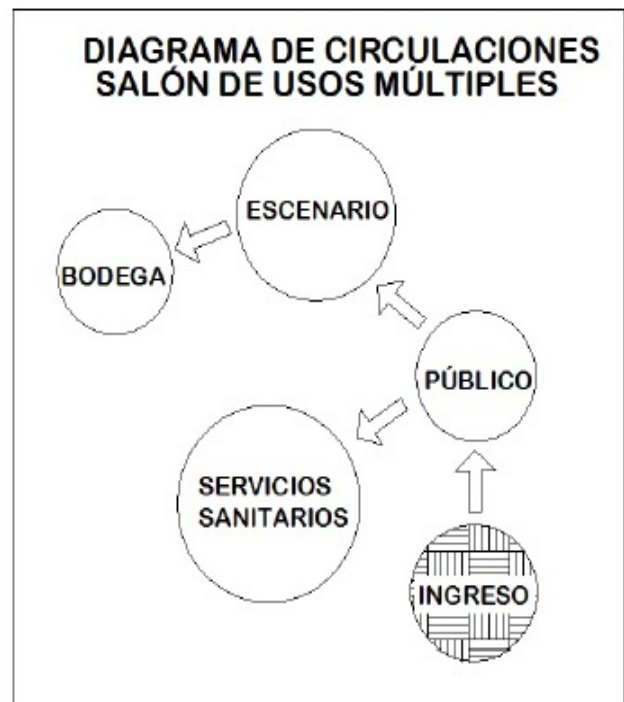 DIAGRAMA DE CIRCULACIONES
SALÓN DE USOS MÚLTIPLES
ESCENARIO
BODEGA
PÚBLICO
SERVICIOS
SANITARIOS
INGRESO